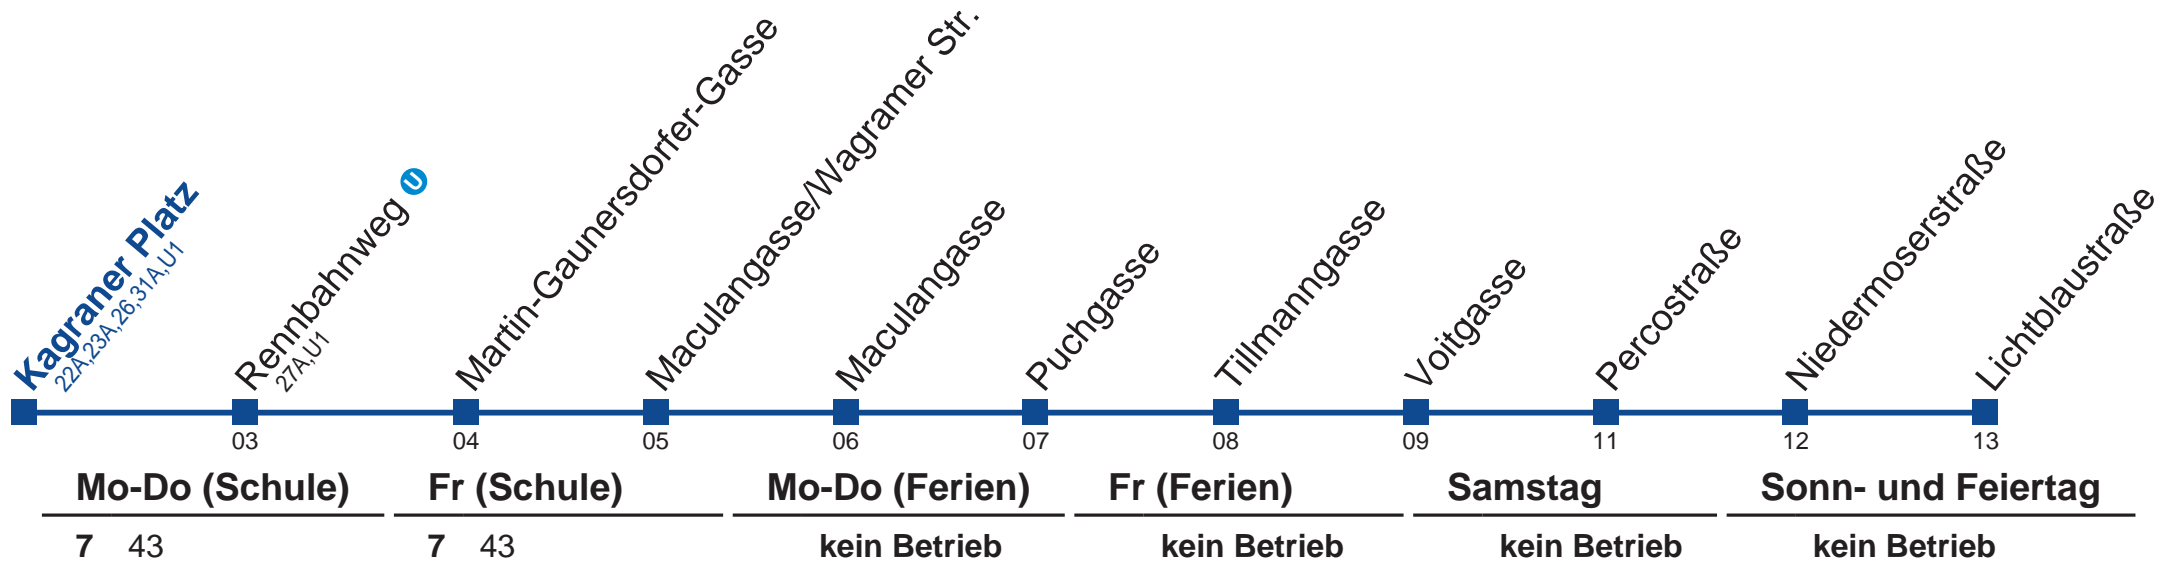 Kagraner Platz
22A,23A,26,31A,U1
Rennbahnweg U
27A,U1
Martin-Gaunersdorfer-Gasse
Maculangasse/Wagramer Str.
Maculangasse
Puchgasse
Tillmanngasse
Voitgasse
Percostraße
Niedermoserstraße
Lichtblaustraße
03 04 05 06 07 08 09 11 12 13
Mo-Do (Schule) Fr (Schule) Mo-Do (Ferien) Fr (Ferien) Samstag Sonn- und Feiertag
7 43 7 43 kein Betrieb kein Betrieb kein Betrieb kein Betrieb